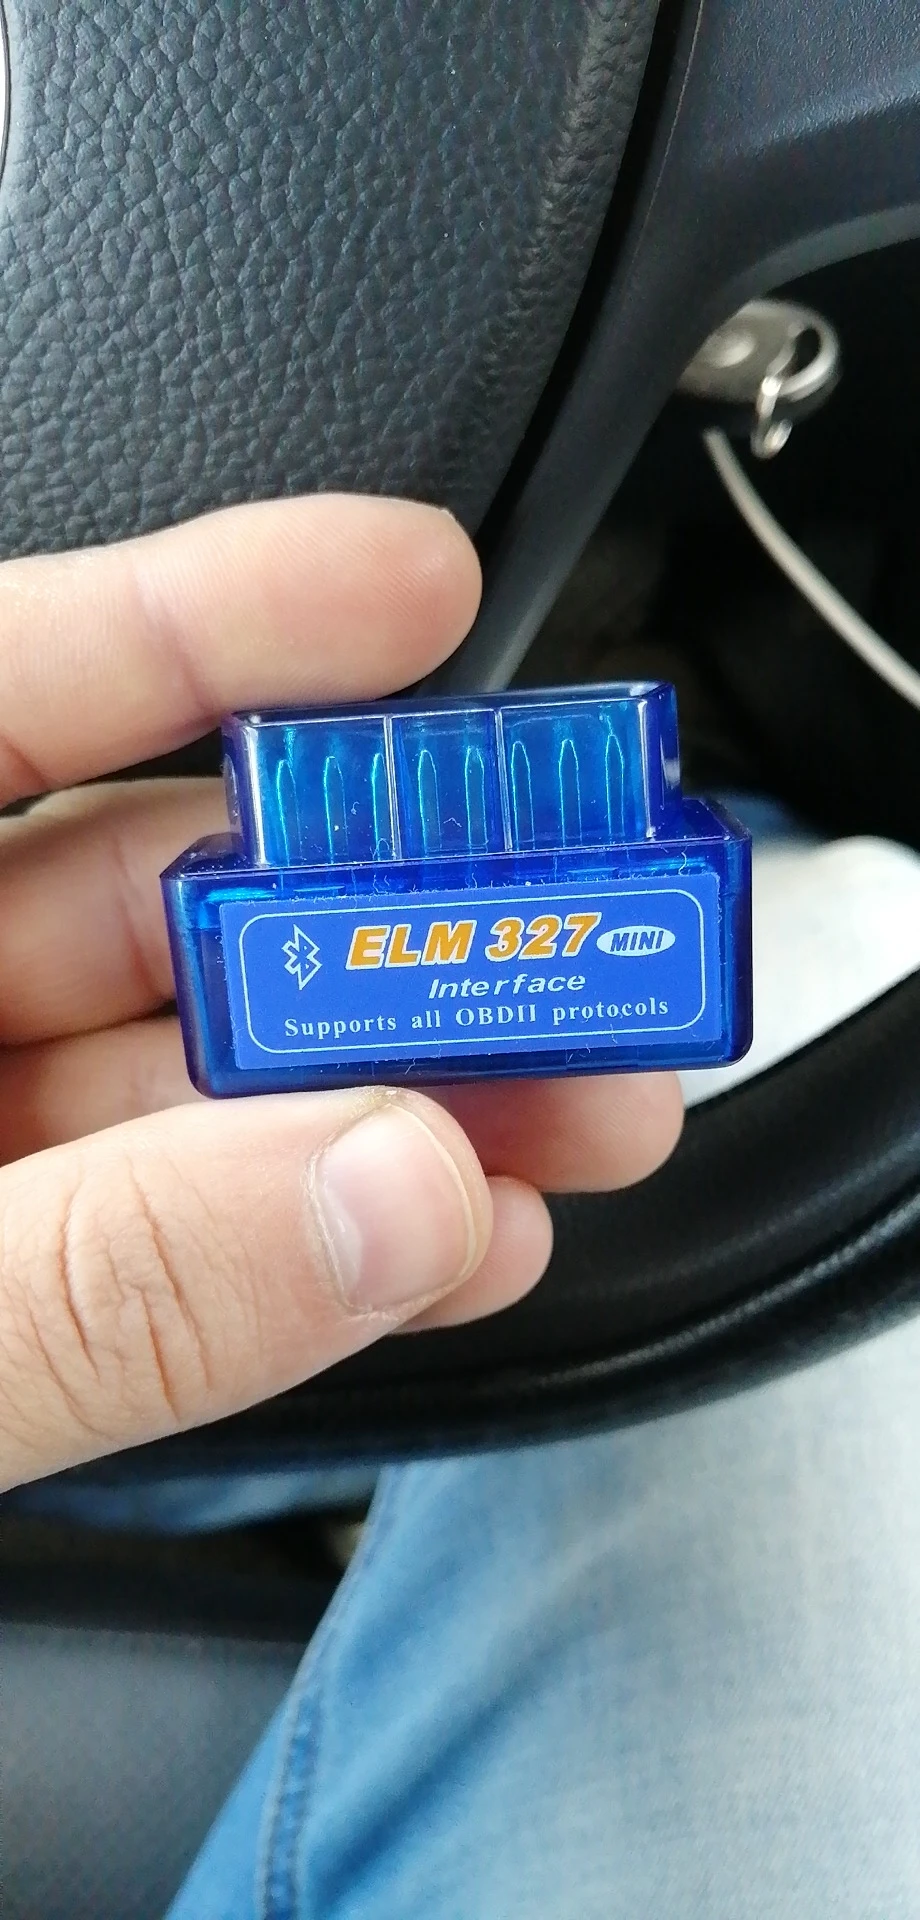 ELM 327 MINI
Interface
Supports all OBDII protocols